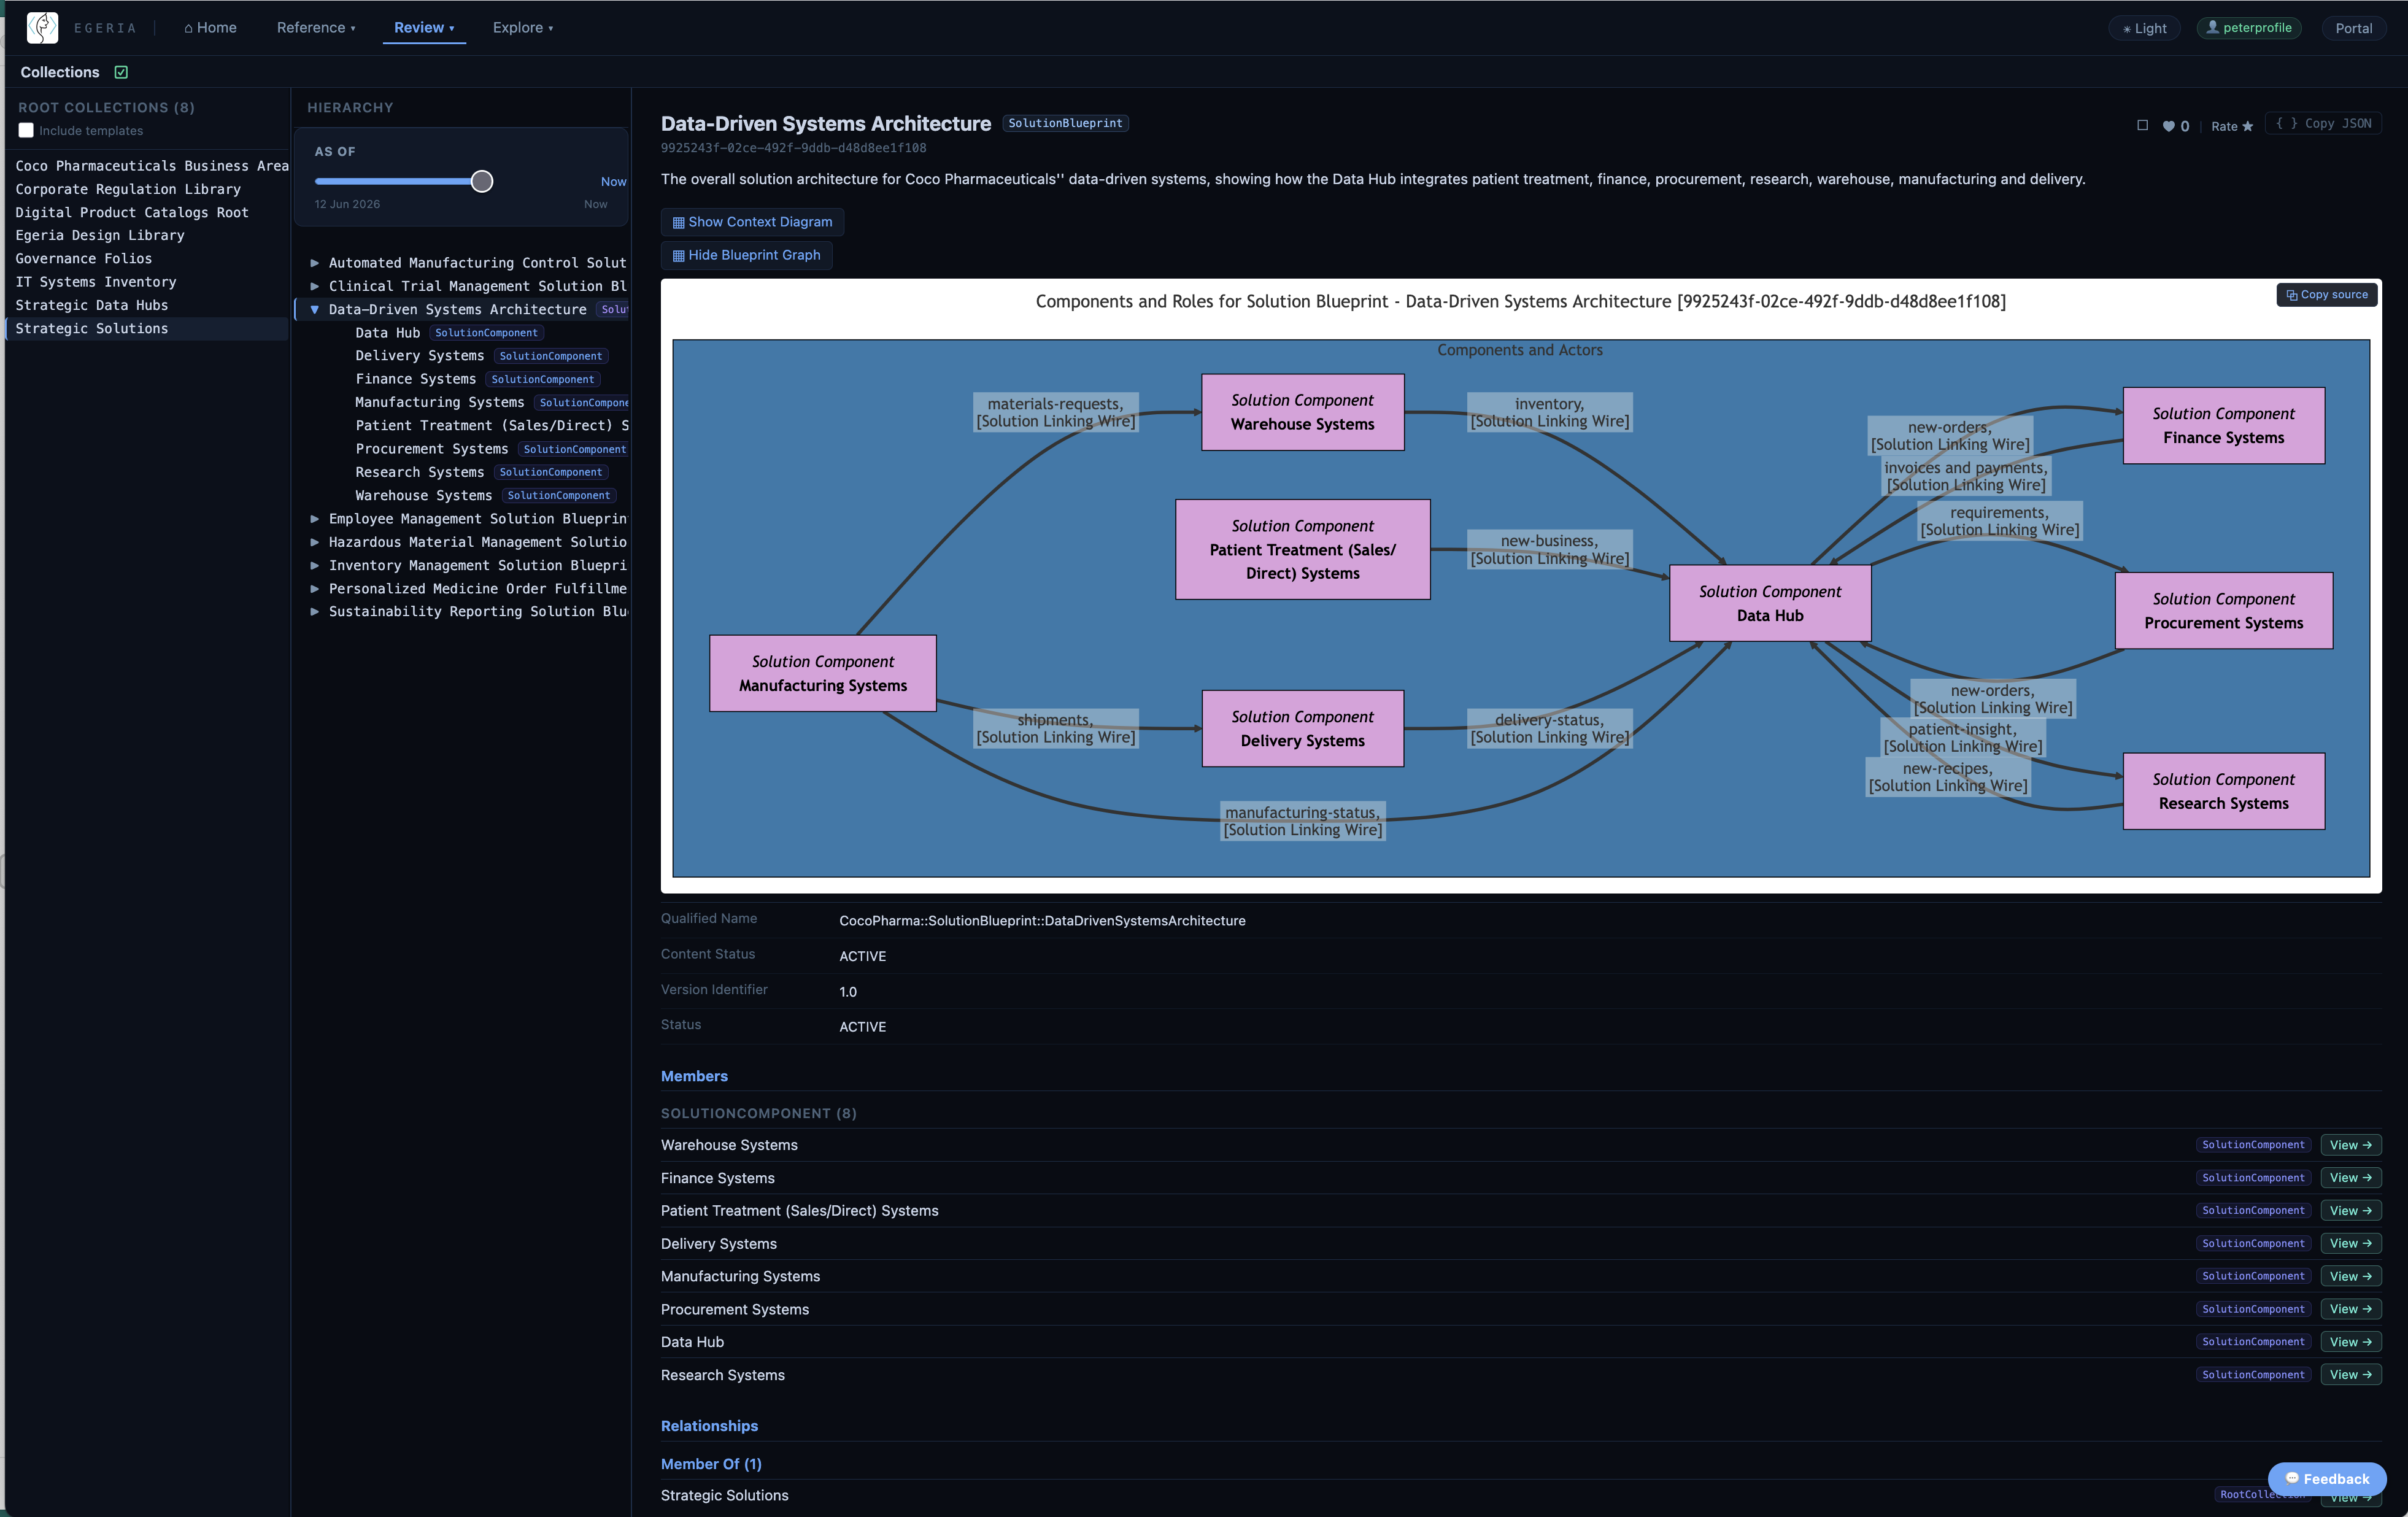 EGERIA
Home
Reference
Review
Explore
Light
peterprofile
Portal
Collections
ROOT COLLECTIONS (8)
Include templates
Coco Pharmaceuticals Business Area
Corporate Regulation Library
Digital Product Catalogs Root
Egeria Design Library
Governance Folios
IT Systems Inventory
Strategic Data Hubs
Strategic Solutions
HIERARCHY
AS OF
Now
12 Jun 2026
Now
Automated Manufacturing Control Solut
Clinical Trial Management Solution Bl
Data-Driven Systems Architecture Solut
Data Hub SolutionComponent
Delivery Systems SolutionComponent
Finance Systems SolutionComponent
Manufacturing Systems SolutionCompone
Patient Treatment (Sales/Direct) S
Procurement Systems SolutionComponent
Research Systems SolutionComponent
Warehouse Systems SolutionComponent
Employee Management Solution Blueprin
Hazardous Material Management Solutio
Inventory Management Solution Bluepri
Personalized Medicine Order Fulfillme
Sustainability Reporting Solution Blu
Data-Driven Systems Architecture SolutionBlueprint
0 | Rate ★ { } Copy JSON
9925243f-02ce-492f-9ddb-d48d8ee1f108
The overall solution architecture for Coco Pharmaceuticals'' data-driven systems, showing how the Data Hub integrates patient treatment, finance, procurement, research, warehouse, manufacturing and delivery.
Show Context Diagram
Hide Blueprint Graph
Copy source
Components and Roles for Solution Blueprint - Data-Driven Systems Architecture [9925243f-02ce-492f-9ddb-d48d8ee1f108]
Components and Actors
materials-requests,
[Solution Linking Wire]
Solution Component
Warehouse Systems
inventory,
[Solution Linking Wire]
new-orders,
[Solution Linking Wire]
Solution Component
Finance Systems
invoices and payments,
[Solution Linking Wire]
requirements,
[Solution Linking Wire]
Solution Component
Patient Treatment (Sales/
Direct) Systems
new-business,
[Solution Linking Wire]
Solution Component
Data Hub
Solution Component
Procurement Systems
Solution Component
Manufacturing Systems
shipments,
[Solution Linking Wire]
Solution Component
Delivery Systems
delivery-status,
[Solution Linking Wire]
new-orders,
[Solution Linking Wire]
patient-insight,
[Solution Linking Wire]
new-recipes,
[Solution Linking Wire]
Solution Component
Research Systems
manufacturing-status,
[Solution Linking Wire]
Qualified Name CocoPharma::SolutionBlueprint::DataDrivenSystemsArchitecture
Content Status ACTIVE
Version Identifier 1.0
Status ACTIVE
Members
SOLUTIONCOMPONENT (8)
Warehouse Systems SolutionComponent View →
Finance Systems SolutionComponent View →
Patient Treatment (Sales/Direct) Systems SolutionComponent View →
Delivery Systems SolutionComponent View →
Manufacturing Systems SolutionComponent View →
Procurement Systems SolutionComponent View →
Data Hub SolutionComponent View →
Research Systems SolutionComponent View →
Relationships
Member Of (1)
Feedback
Strategic Solutions View →